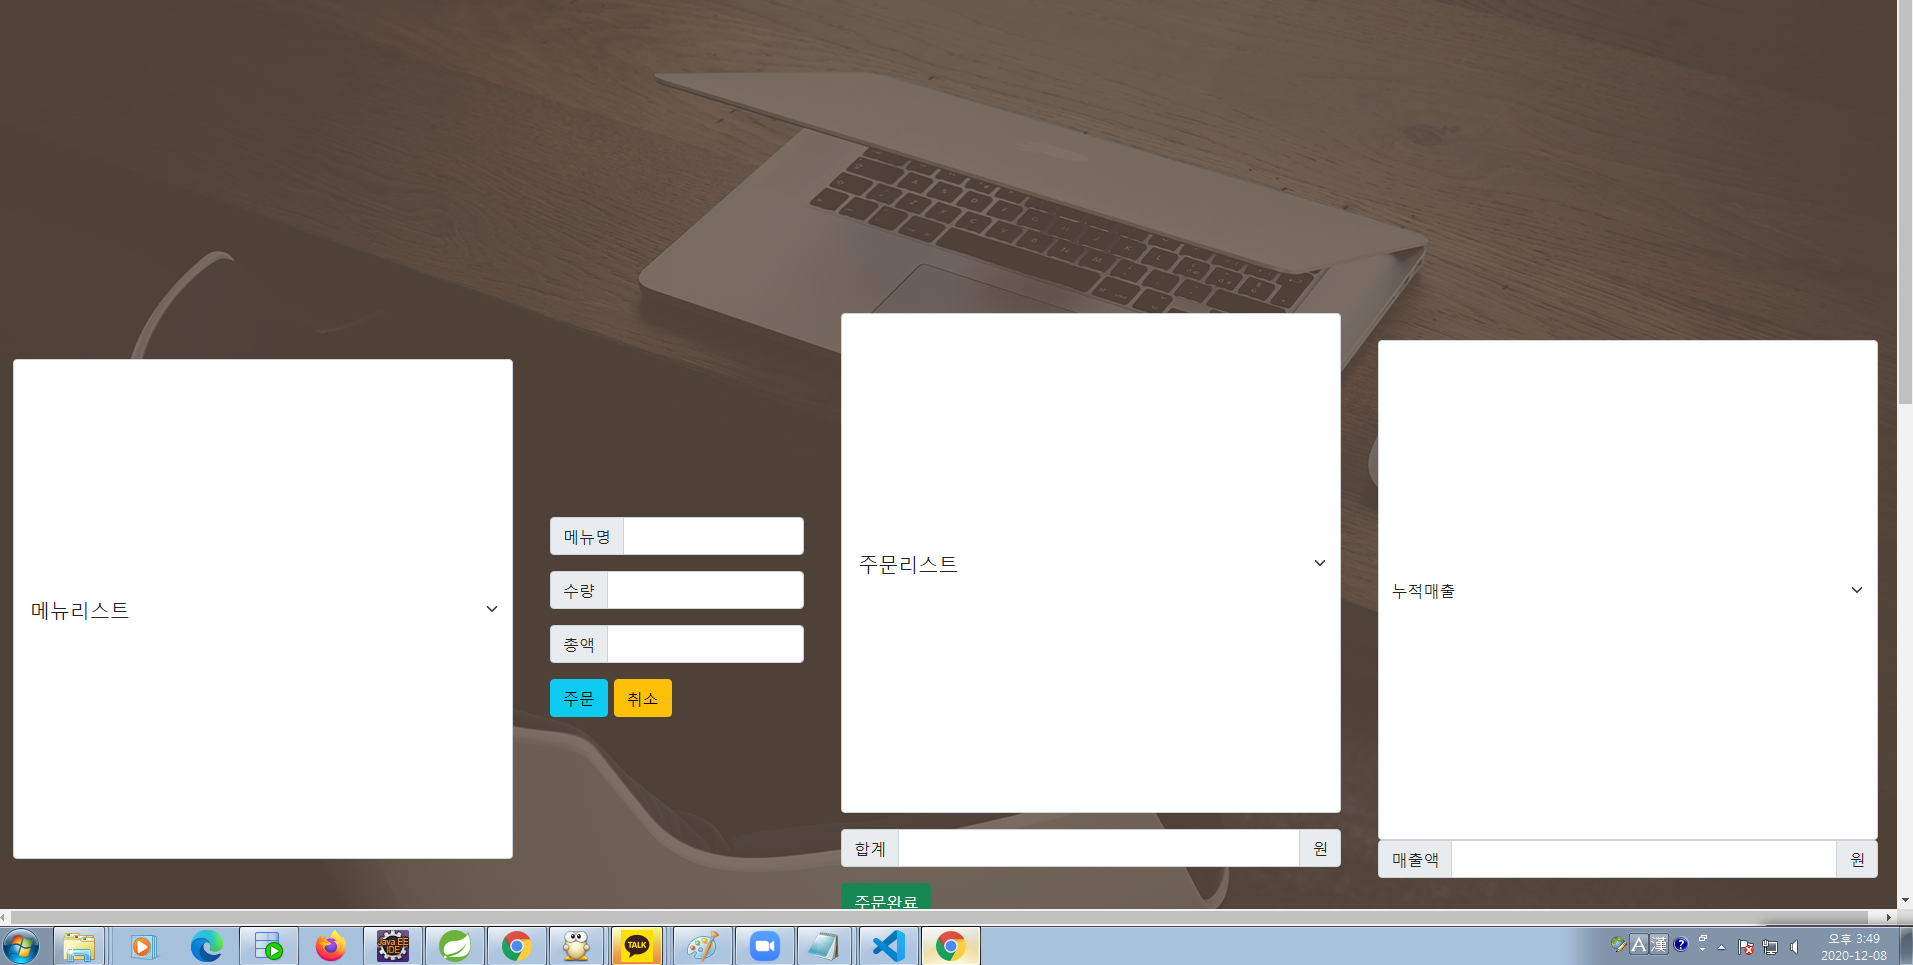 메뉴리스트
메뉴명
수량
총액
주문 취소
주문리스트
합계 원
주문완료
누적매출
매출액 원
Java EE
IDE
TALK
A 漢
오후 3:49
2020-12-08